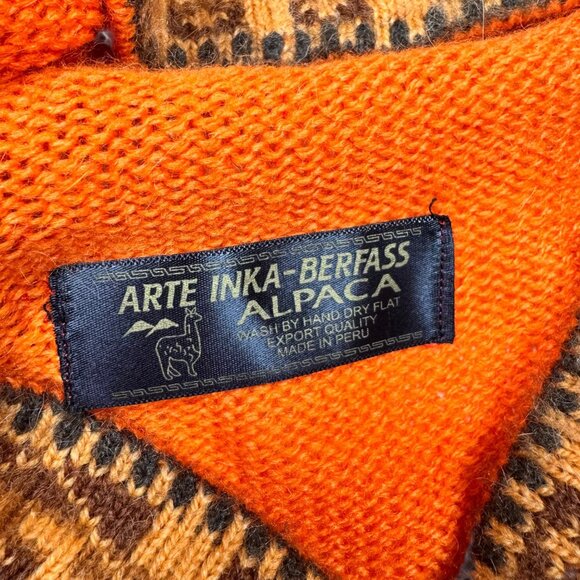 ARTE INKA-BERFASS
ALPACA
WASH BY HAND DRY FLAT
EXPORT QUALITY
MADE IN PERU